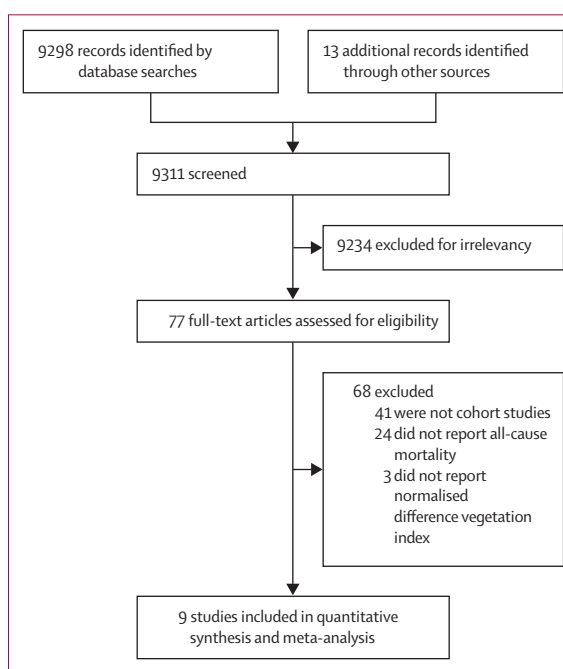 9298 records identified by
database searches
13 additional records identified
through other sources
9311 screened
9234 excluded for irrelevancy
77 full-text articles assessed for eligibility
68 excluded
41 were not cohort studies
24 did not report all-cause
mortality
3 did not report
normalised
difference vegetation
index
9 studies included in quantitative
synthesis and meta-analysis